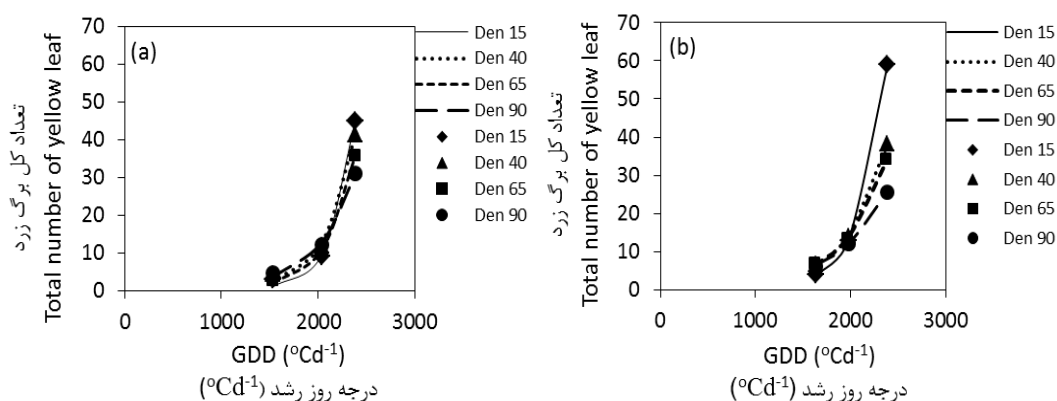 (a)
70
60
50
40
30
20
10
0
0 1000 2000 3000
تعداد کل برگ زرد
Total number of yellow leaf
GDD (ºCd⁻¹)
درجه روز رشد (ºCd⁻¹)
Den 15
Den 40
Den 65
Den 90
Den 15
Den 40
Den 65
Den 90
(b)
70
60
50
40
30
20
10
0
0 1000 2000 3000
تعداد کل برگ زرد
Total number of yellow leaf
GDD (ºCd⁻¹)
درجه روز رشد (ºCd⁻¹)
Den 15
Den 40
Den 65
Den 90
Den 15
Den 40
Den 65
Den 90